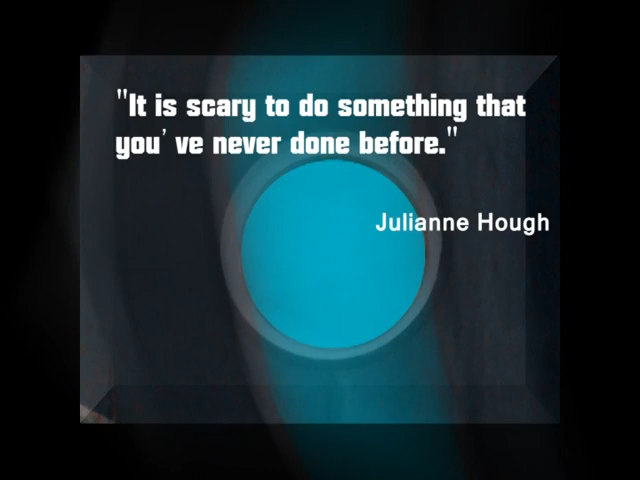 "It is scary to do something that
you' ve never done before."
Julianne Hough